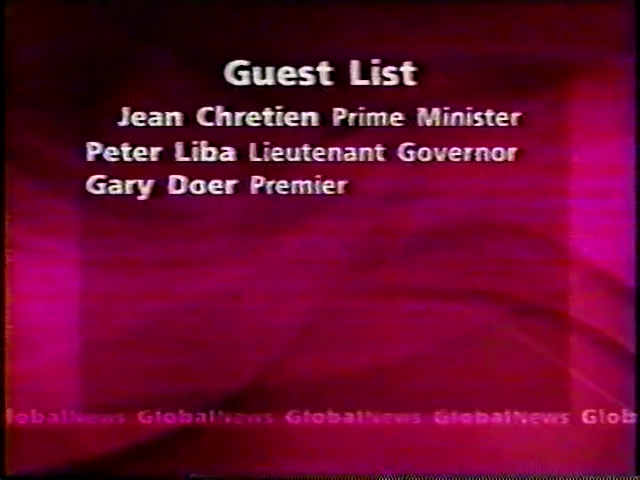 Guest List
Jean Chretien Prime Minister
Peter Liba Lieutenant Governor
Gary Doer Premier
lobalNews GlobalNews GlobalNews GlobalNews Glob